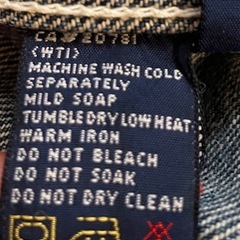 CA 20781
(WTI)
MACHINE WASH COLD
SEPARATELY
MILD SOAP
TUMBLE DRY LOW HEAT
WARM IRON
DO NOT BLEACH
DO NOT SOAK
DO NOT DRY CLEAN